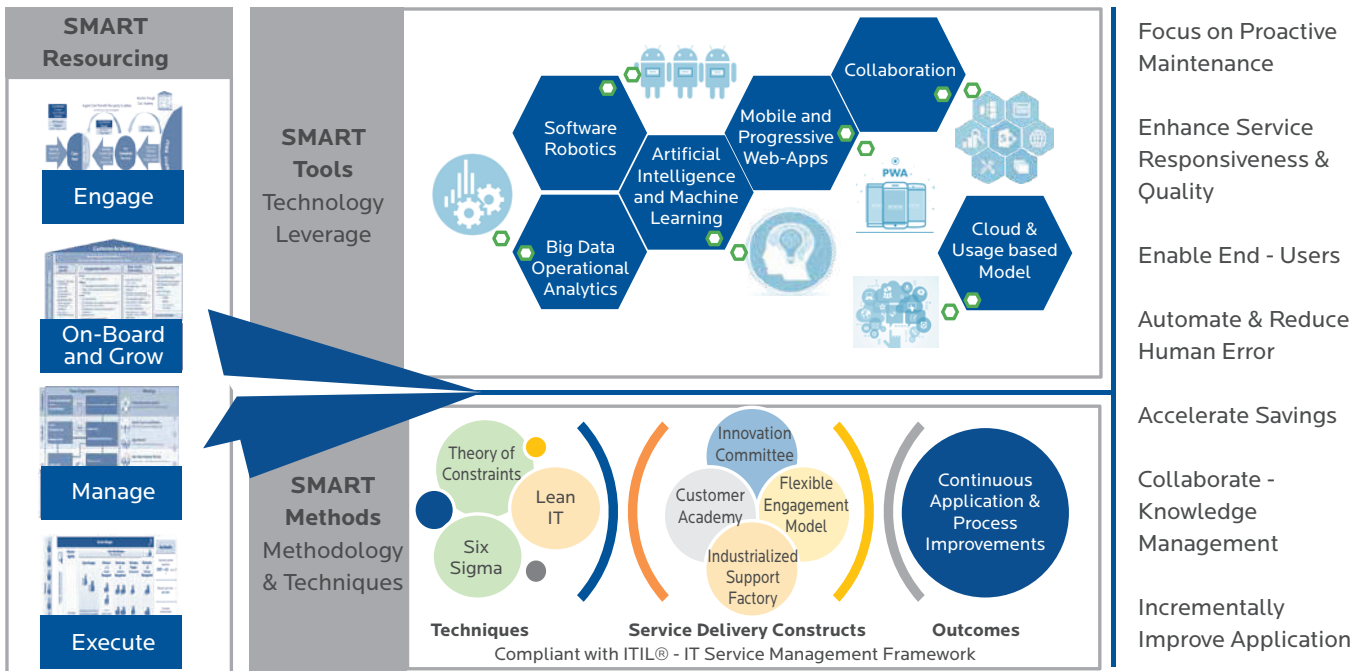 SMART
Resourcing
Engage
Customer Academy
On-Board
and Grow
Manage
Execute
SMART
Tools
Technology
Leverage
Software
Robotics
Big Data
Operational
Analytics
Artificial
Intelligence
and Machine
Learning
Mobile and
Progressive
Web-Apps
Collaboration
PWA
Cloud &
Usage based
Model
SMART
Methods
Methodology
& Techniques
Theory of
Constraints
Lean
IT
Six
Sigma
Techniques
Innovation
Committee
Customer
Academy
Flexible
Engagement
Model
Industrialized
Support
Factory
Service Delivery Constructs
Continuous
Application &
Process
Improvements
Outcomes
Compliant with ITIL® - IT Service Management Framework
Focus on Proactive
Maintenance
Enhance Service
Responsiveness &
Quality
Enable End - Users
Automate & Reduce
Human Error
Accelerate Savings
Collaborate -
Knowledge
Management
Incrementally
Improve Application